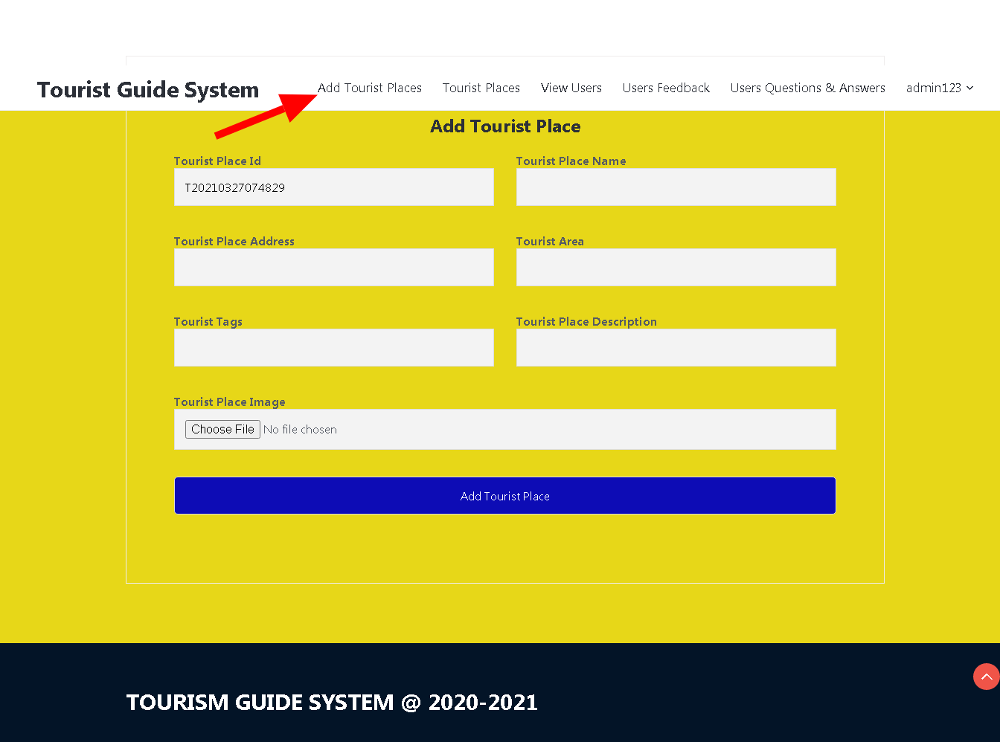 Tourist Guide System
Add Tourist Places Tourist Places View Users Users Feedback Users Questions & Answers admin123
Add Tourist Place
Tourist Place Id Tourist Place Name
T20210327074829
Tourist Place Address Tourist Area
Tourist Tags Tourist Place Description
Tourist Place Image
Choose File No file chosen
Add Tourist Place
TOURISM GUIDE SYSTEM @ 2020-2021